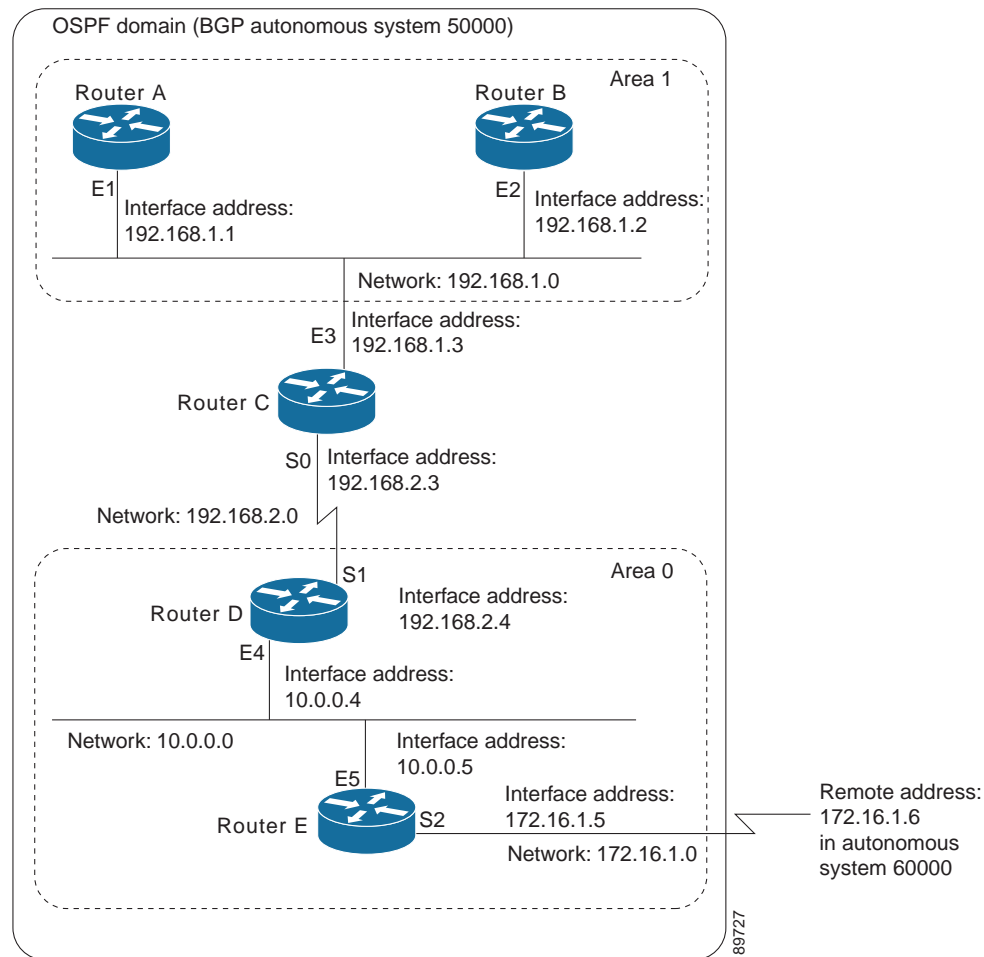 OSPF domain (BGP autonomous system 50000)
Area 1
Router A
Router B
E1
Interface address:
192.168.1.1
E2
Interface address:
192.168.1.2
Network: 192.168.1.0
E3
Interface address:
192.168.1.3
Router C
S0
Interface address:
192.168.2.3
Network: 192.168.2.0
Area 0
S1
Router D
Interface address:
192.168.2.4
E4
Interface address:
10.0.0.4
Network: 10.0.0.0
Interface address:
10.0.0.5
E5
Router E
S2
Interface address:
172.16.1.5
Network: 172.16.1.0
Remote address:
172.16.1.6
in autonomous
system 60000
89727